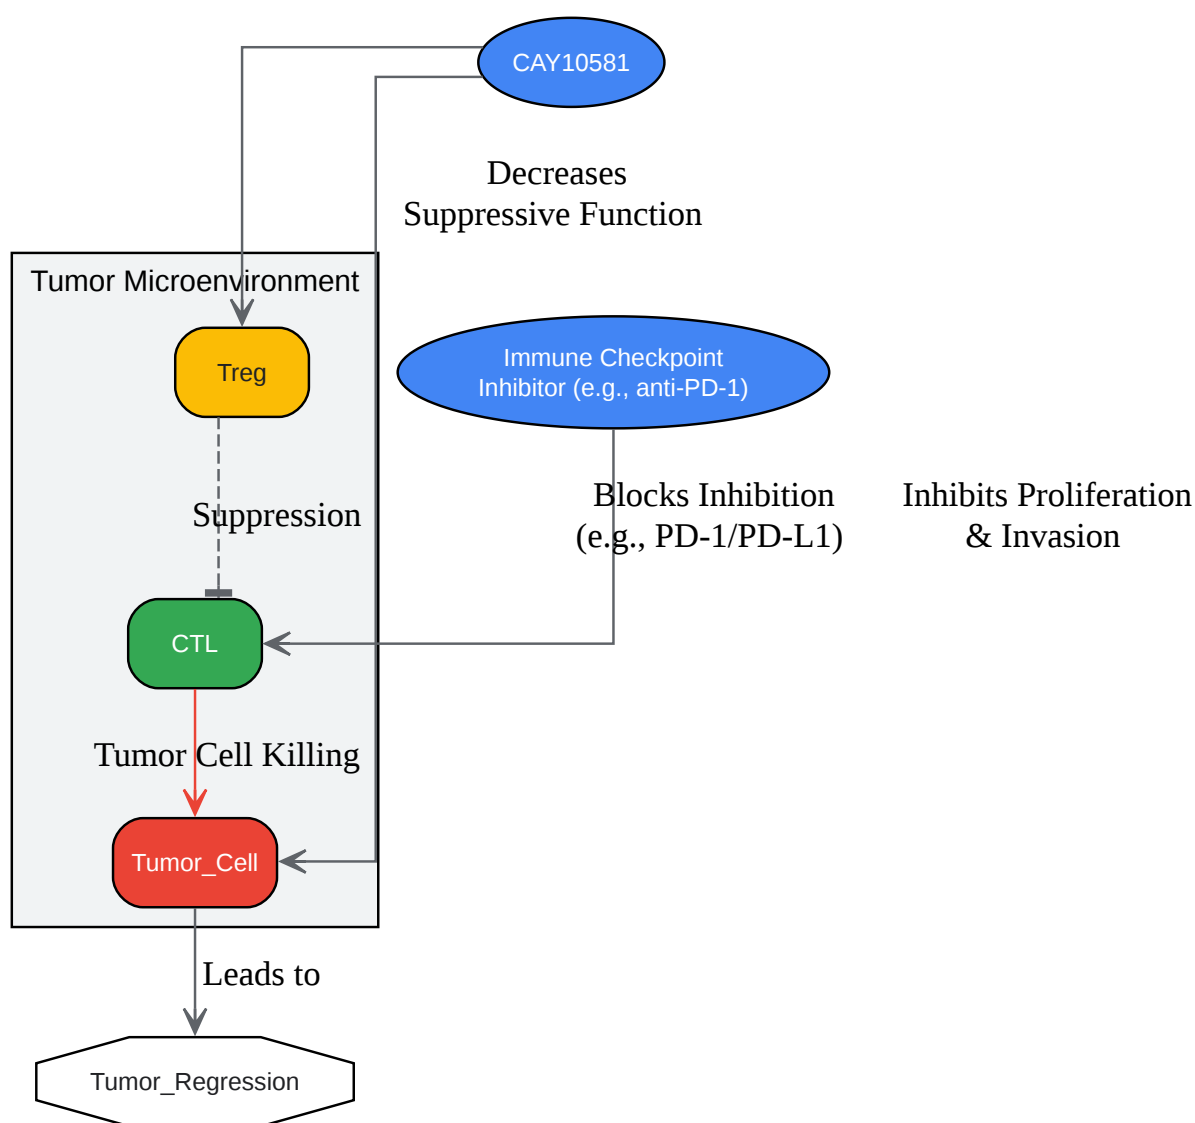 CAY10581
Decreases
Suppressive Function
Tumor Microenvironment
Treg
Immune Checkpoint
Inhibitor (e.g., anti-PD-1)
Suppression
Blocks Inhibition
(e.g., PD-1/PD-L1)
Inhibits Proliferation
& Invasion
CTL
Tumor Cell Killing
Tumor_Cell
Leads to
Tumor_Regression